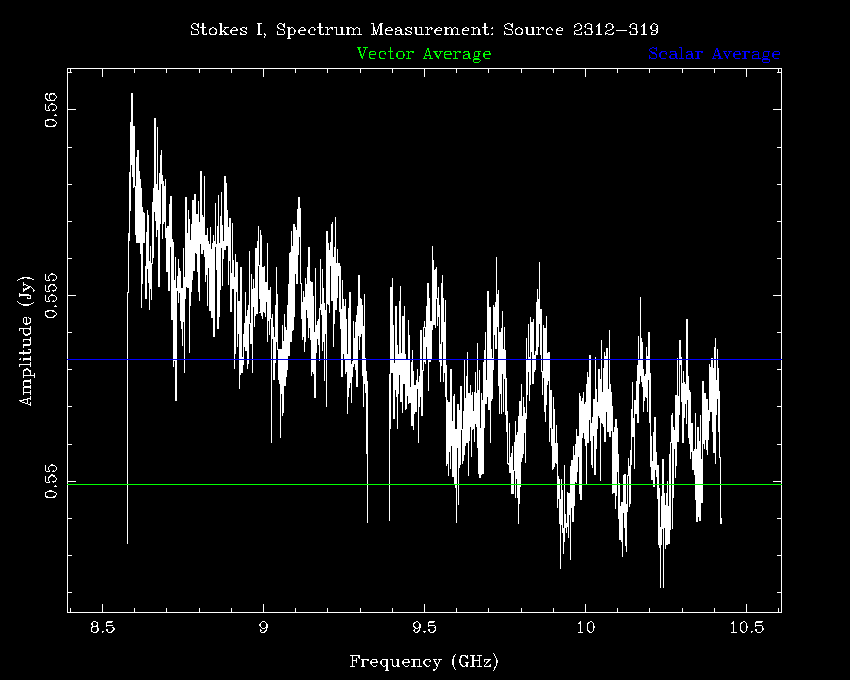 Stokes I, Spectrum Measurement: Source 2312−319
Vector Average
Scalar Average
0.56
0.555
0.55
Amplitude (Jy)
8.5
9
9.5
10
10.5
Frequency (GHz)